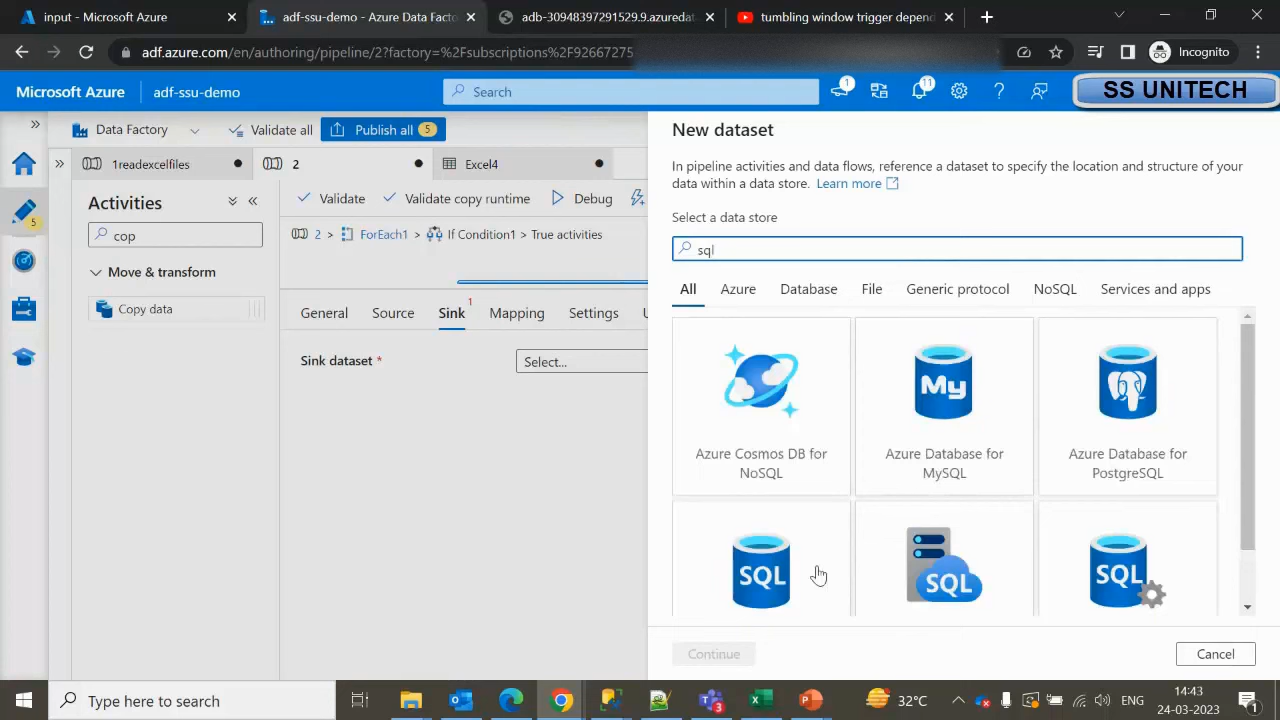 input - Microsoft Azure
adf-ssu-demo - Azure Data Factory
adb-30948397291529.9.azuredat
tumbling window trigger depend
adf.azure.com/en/authoring/pipeline/2?factory=%2Fsubscriptions%2F92667275
Incognito
Microsoft Azure
adf-ssu-demo
Search
1
11
SS UNITECH
Data Factory
Validate all
Publish all
5
1readexcelfiles
2
Excel4
Activities
cop
Move & transform
Copy data
5
Validate
Validate copy runtime
Debug
2 > ForEach1 > If Condition1 > True activities
General
Source
Sink
1
Mapping
Settings
Sink dataset *
Select...
New dataset
In pipeline activities and data flows, reference a dataset to specify the location and structure of your
data within a data store. Learn more
Select a data store
sql
All
Azure
Database
File
Generic protocol
NoSQL
Services and apps
My
Azure Cosmos DB for
NoSQL
Azure Database for
MySQL
Azure Database for
PostgreSQL
SQL
SQL
SQL
Continue
Cancel
Type here to search
3
32°C
ENG
14:43
24-03-2023
1